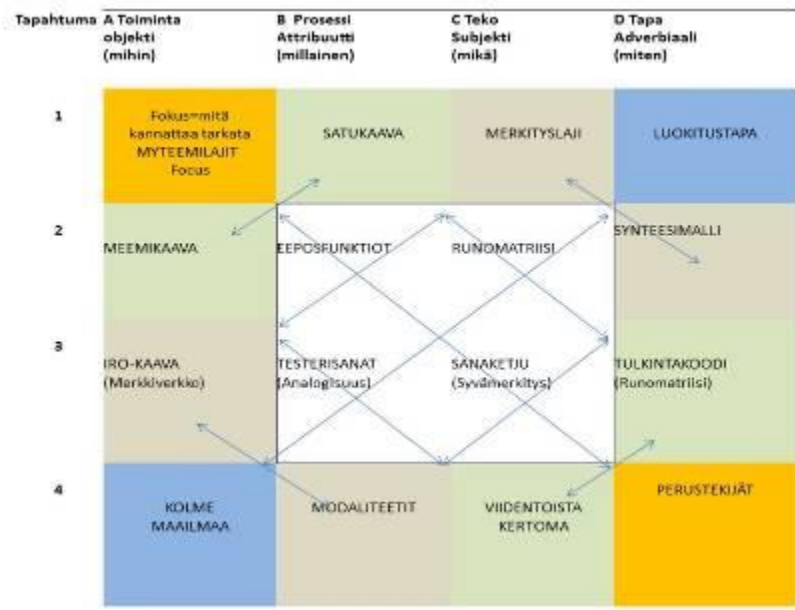 Tapahtuma A Toiminta B Prosessi C Teko D Tapa
objekti Attribuutti Subjekti Adverbiaali
(mihin) (millainen) (mikä) (miten)
1
Fokus=mitä
kannattaa tarkata
MYTEEMILAJIT
Focus
SATUKAAVA
MERKITYSLAJI
LUOKITUSTAPA
2
MEEMIKAAVA
EEPOSFUNKTIOT
RUNOMATRIISI
SYNTEESIMALLI
3
IRO-KAAVA
(Merkkiverkko)
TESTERISANAT
(Analogisuus)
SANAKETJU
(Syvämerkitys)
TULKINTAKOODI
(Runomatriisi)
4
KOLME
MAAILMAA
MODALITEETIT
VIIDENTOISTA
KERTOMA
PERUSTEKIJÄT